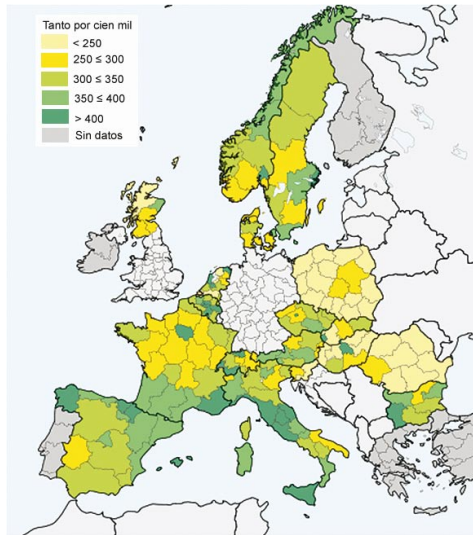 Tanto por cien mil
< 250
250 ≤ 300
300 ≤ 350
350 ≤ 400
> 400
Sin datos